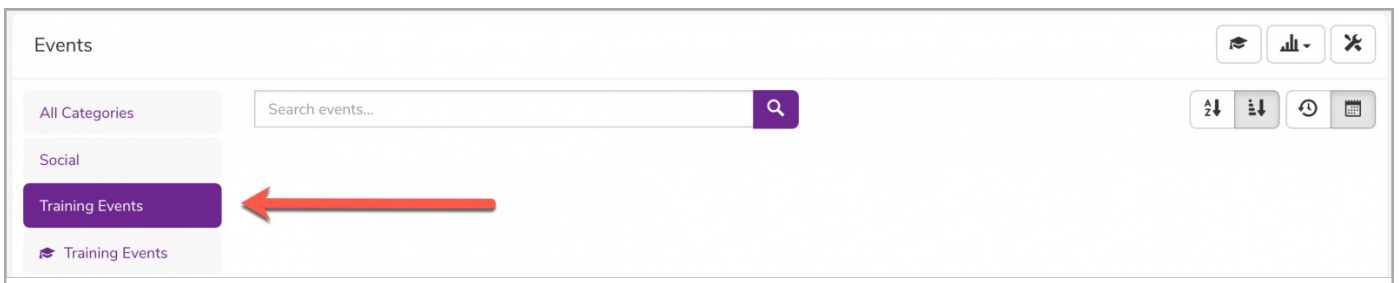 Events
All Categories
Search events...
Social
Training Events
Training Events